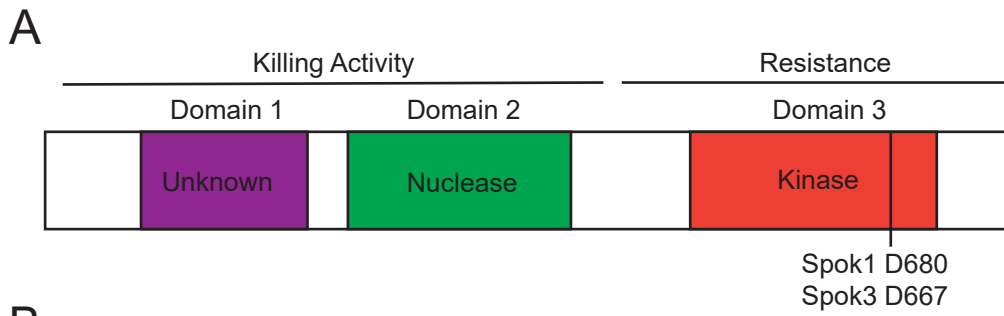 A
Killing Activity
Resistance
Domain 1
Domain 2
Domain 3
Unknown
Nuclease
Kinase
Spok1 D680
Spok3 D667